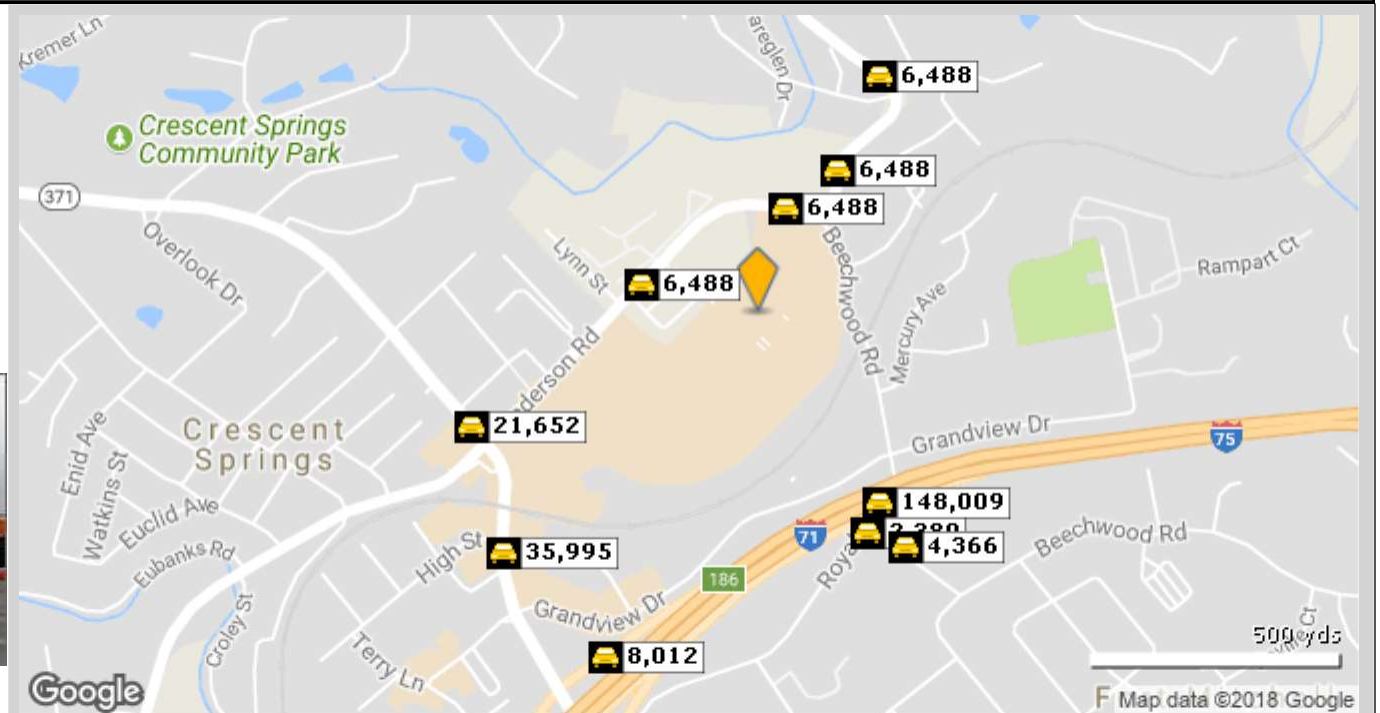 Kremer Ln
areglen Dr
6,488
Crescent Springs
Community Park
6,488
371
6,488
Overlook Dr
Lynn St
Beechwood Rd
Rampart Ct
6,488
Mercury Ave
derson Rd
21,652
Crescent
Springs
Grandview Dr
75
Enid Ave
Watkins St
Euclid Ave
148,009
71
4,366
Beechwood Rd
High St
35,995
Eubanks Rd
Roya
186
Grandview Dr
Croley St
Terry Ln
8,012
500 yds
Google
F
Map data ©2018 Google